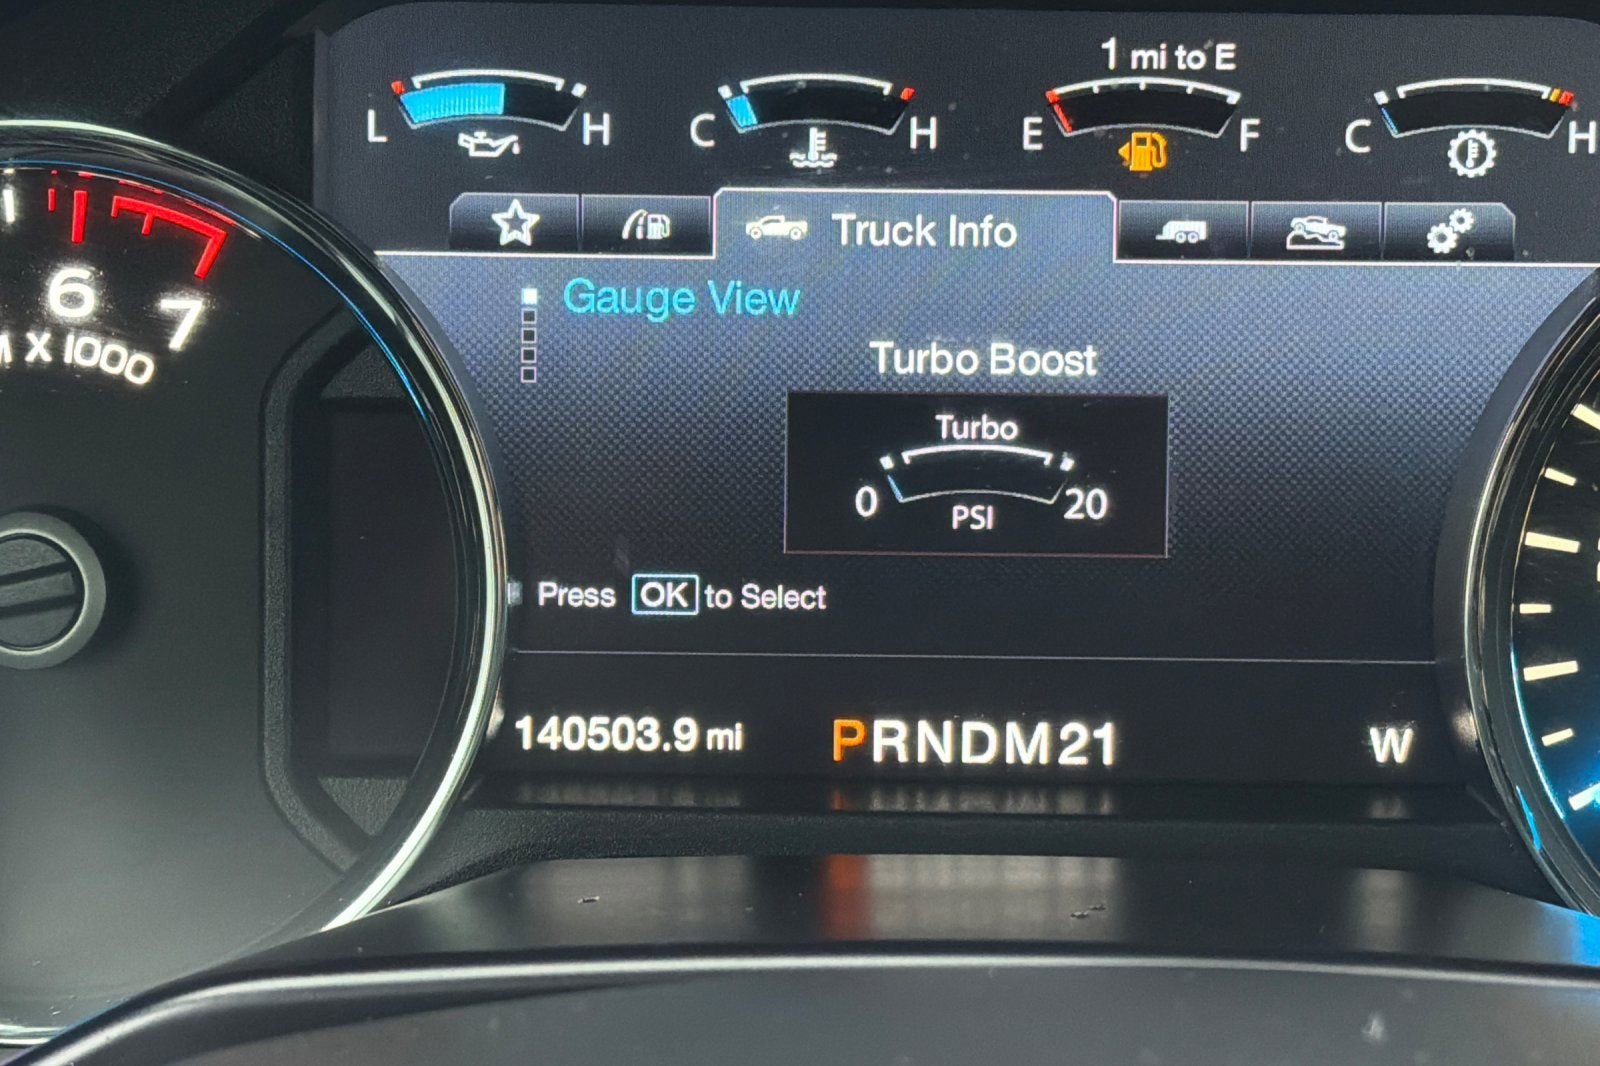 1 mi to E
L H C H E F C H
Truck Info
Gauge View
6 7
X 1000
Turbo Boost
Turbo
0 20
PSI
Press OK to Select
140503.9 mi PRNDM21 W